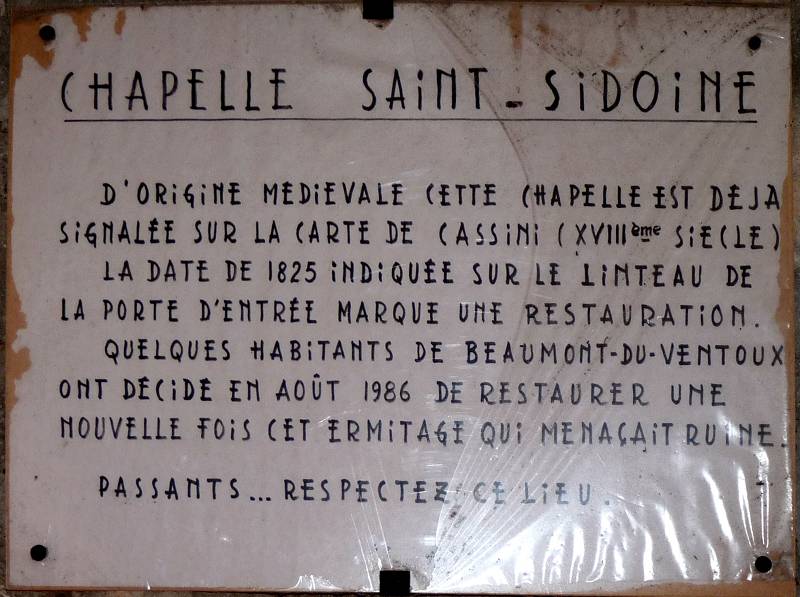 CHAPELLE SAiNT-SiDOiNE
D'ORiGiNE MEDiEVALE CETTE CHAPELLE EST DÉJÀ
SiGNALÉE SUR LA CARTE DE CASSiNi (XVIIIème SiECLE)
LA DATE DE 1825 iNDiQUÉE SUR LE LiNTEAU DE
LA PORTE D'ENTRÉE MARQUE UNE RESTAURATiON.
QUELQUES HABiTANTS DE BEAUMONT-DU-VENTOUX
ONT DÉCiDÉ EN AOÛT 1986 DE RESTAURER UNE
NOUVELLE FOiS CET ERMiTAGE QUi MENAÇAiT RUiNE.
PASSANTS... RESPECTEZ CE LiEU.